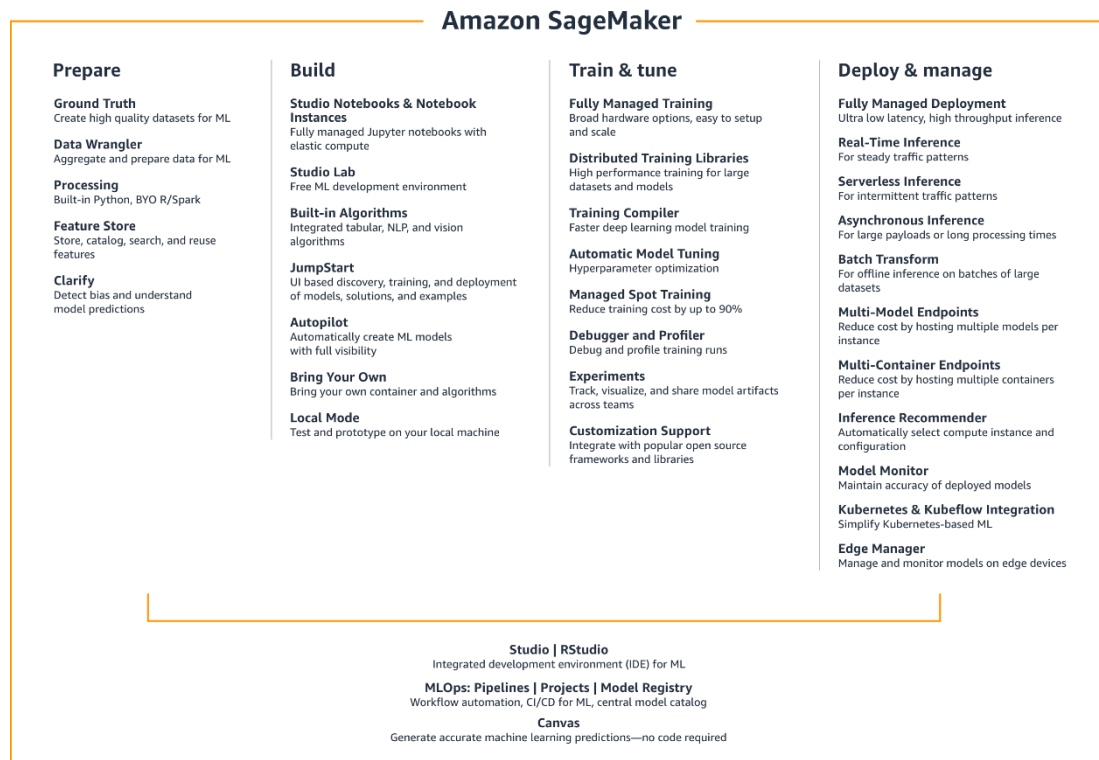 Amazon SageMaker
Prepare
Ground Truth
Create high quality datasets for ML
Data Wrangler
Aggregate and prepare data for ML
Processing
Built-in Python, BYO R/Spark
Feature Store
Store, catalog, search, and reuse
features
Clarify
Detect bias and understand
model predictions
Build
Studio Notebooks & Notebook
Instances
Fully managed Jupyter notebooks with
elastic compute
Studio Lab
Free ML development environment
Built-in Algorithms
Integrated tabular, NLP, and vision
algorithms
JumpStart
UI based discovery, training, and deployment
of models, solutions, and examples
Autopilot
Automatically create ML models
with full visibility
Bring Your Own
Bring your own container and algorithms
Local Mode
Test and prototype on your local machine
Train & tune
Fully Managed Training
Broad hardware options, easy to setup
and scale
Distributed Training Libraries
High performance training for large
datasets and models
Training Compiler
Faster deep learning model training
Automatic Model Tuning
Hyperparameter optimization
Managed Spot Training
Reduce training cost by up to 90%
Debugger and Profiler
Debug and profile training runs
Experiments
Track, visualize, and share model artifacts
across teams
Customization Support
Integrate with popular open source
frameworks and libraries
Deploy & manage
Fully Managed Deployment
Ultra low latency, high throughput inference
Real-Time Inference
For steady traffic patterns
Serverless Inference
For intermittent traffic patterns
Asynchronous Inference
For large payloads or long processing times
Batch Transform
For offline inference on batches of large
datasets
Multi-Model Endpoints
Reduce cost by hosting multiple models per
instance
Multi-Container Endpoints
Reduce cost by hosting multiple containers
per instance
Inference Recommender
Automatically select compute instance and
configuration
Model Monitor
Maintain accuracy of deployed models
Kubernetes & Kubeflow Integration
Simplify Kubernetes-based ML
Edge Manager
Manage and monitor models on edge devices
Studio | RStudio
Integrated development environment (IDE) for ML
MLOps: Pipelines | Projects | Model Registry
Workflow automation, CI/CD for ML, central model catalog
Canvas
Generate accurate machine learning predictions—no code required